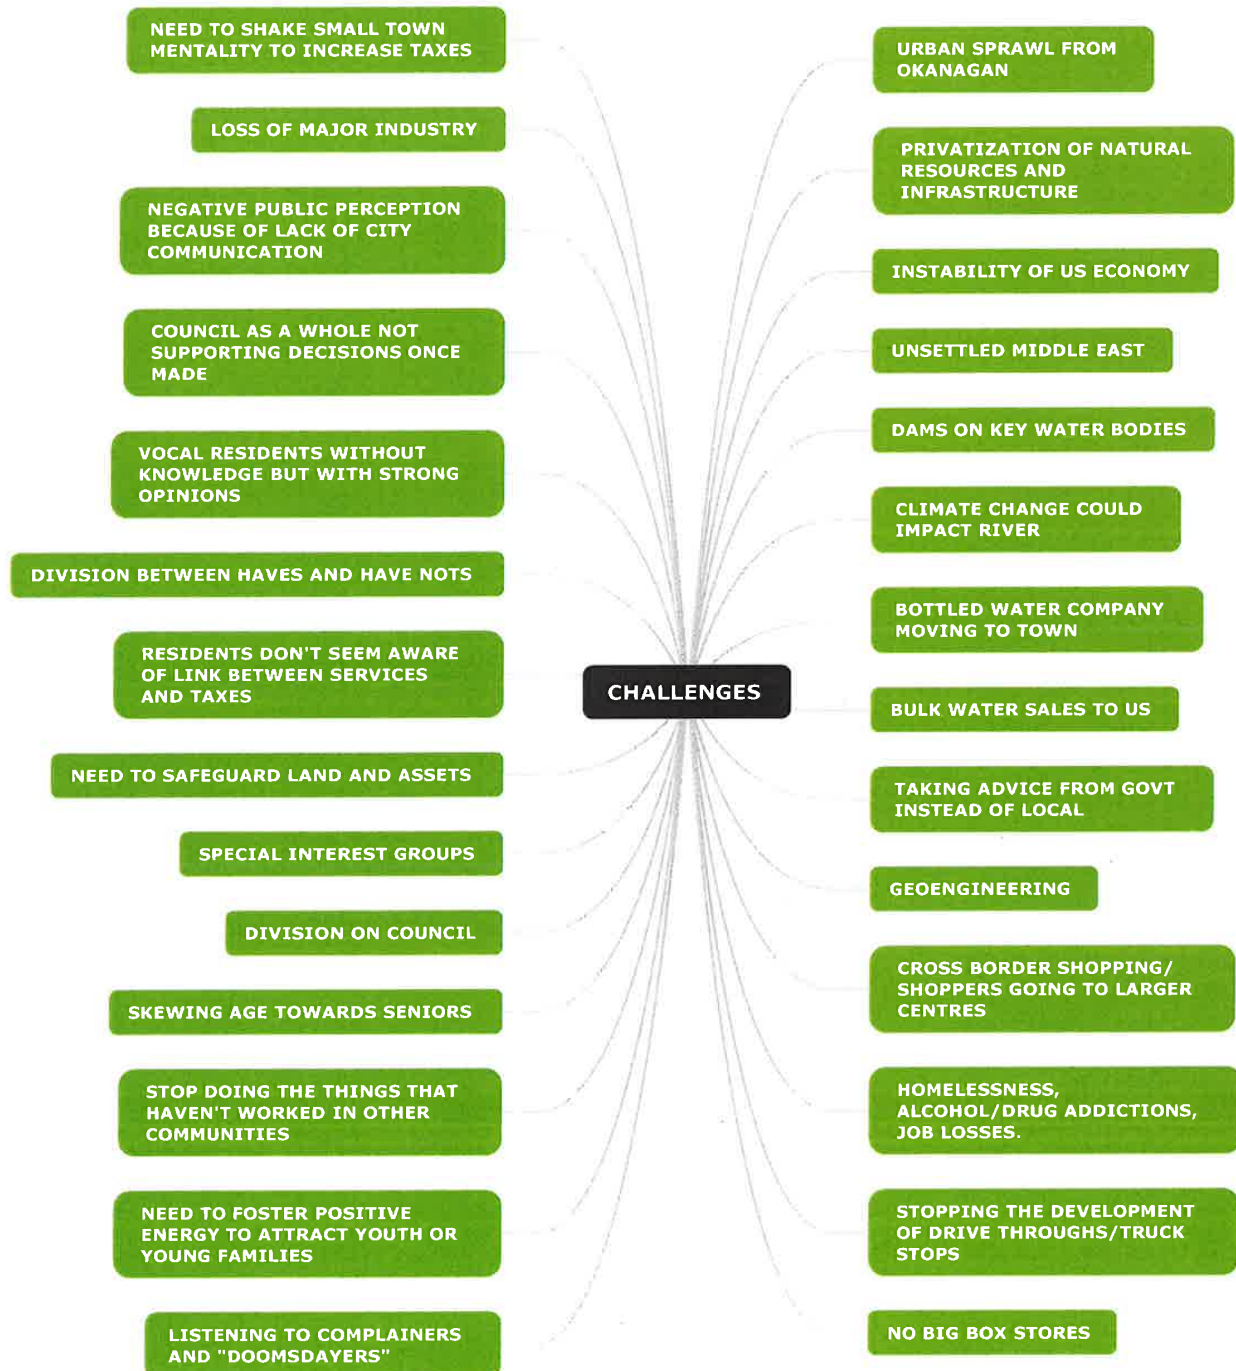 NEED TO SHAKE SMALL TOWN
MENTALITY TO INCREASE TAXES
LOSS OF MAJOR INDUSTRY
NEGATIVE PUBLIC PERCEPTION
BECAUSE OF LACK OF CITY
COMMUNICATION
COUNCIL AS A WHOLE NOT
SUPPORTING DECISIONS ONCE
MADE
VOCAL RESIDENTS WITHOUT
KNOWLEDGE BUT WITH STRONG
OPINIONS
DIVISION BETWEEN HAVES AND HAVE NOTS
RESIDENTS DON'T SEEM AWARE
OF LINK BETWEEN SERVICES
AND TAXES
NEED TO SAFEGUARD LAND AND ASSETS
SPECIAL INTEREST GROUPS
DIVISION ON COUNCIL
SKEWING AGE TOWARDS SENIORS
STOP DOING THE THINGS THAT
HAVEN'T WORKED IN OTHER
COMMUNITIES
NEED TO FOSTER POSITIVE
ENERGY TO ATTRACT YOUTH OR
YOUNG FAMILIES
LISTENING TO COMPLAINERS
AND "DOOMSDAYERS"
CHALLENGES
URBAN SPRAWL FROM
OKANAGAN
PRIVATIZATION OF NATURAL
RESOURCES AND
INFRASTRUCTURE
INSTABILITY OF US ECONOMY
UNSETTLED MIDDLE EAST
DAMS ON KEY WATER BODIES
CLIMATE CHANGE COULD
IMPACT RIVER
BOTTLED WATER COMPANY
MOVING TO TOWN
BULK WATER SALES TO US
TAKING ADVICE FROM GOVT
INSTEAD OF LOCAL
GEOENGINEERING
CROSS BORDER SHOPPING/
SHOPPERS GOING TO LARGER
CENTRES
HOMELESSNESS,
ALCOHOL/DRUG ADDICTIONS,
JOB LOSSES.
STOPPING THE DEVELOPMENT
OF DRIVE THROUGHS/TRUCK
STOPS
NO BIG BOX STORES